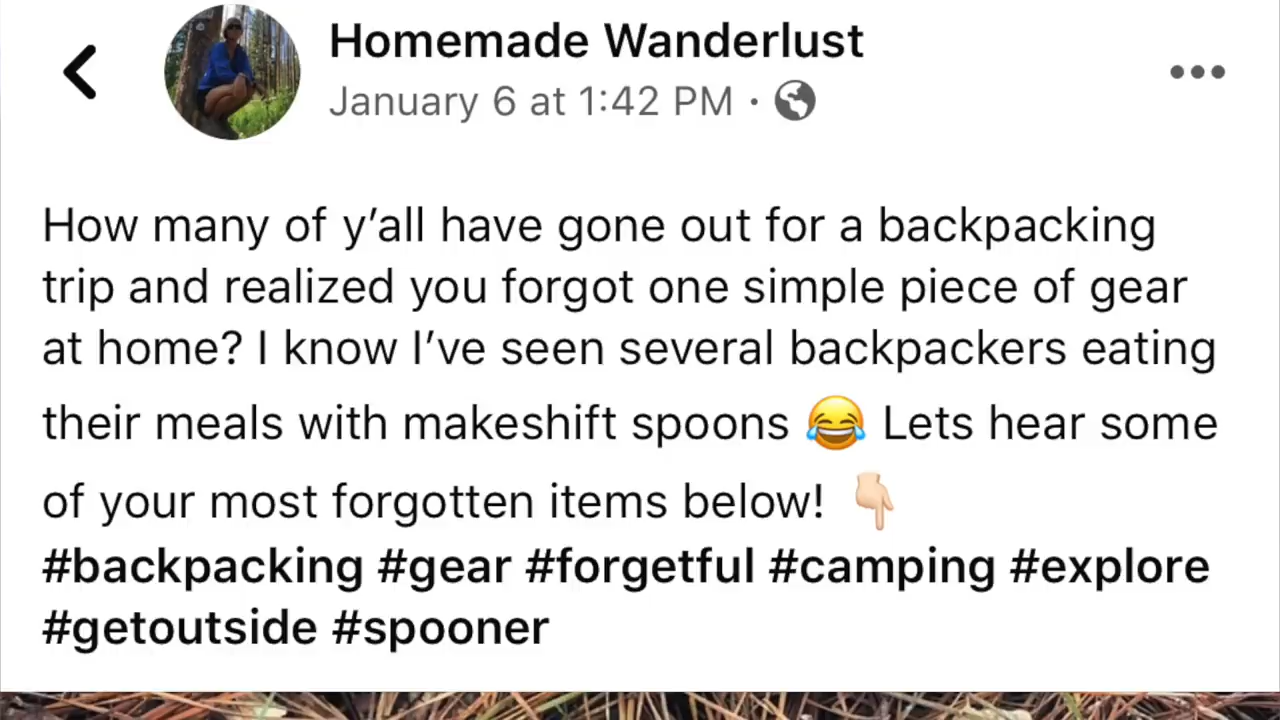 Homemade Wanderlust
January 6 at 1:42 PM ·
How many of y’all have gone out for a backpacking
trip and realized you forgot one simple piece of gear
at home? I know I’ve seen several backpackers eating
their meals with makeshift spoons 😂 Lets hear some
of your most forgotten items below! 👇🏻
#backpacking #gear #forgetful #camping #explore
#getoutside #spooner